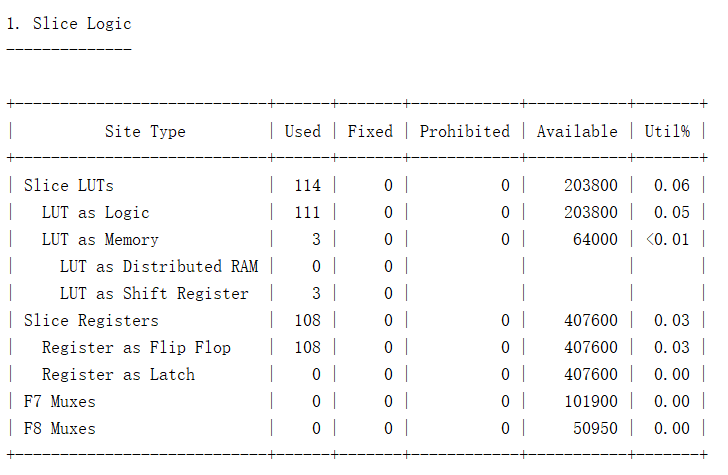 1. Slice Logic
--------------
+----------------------------+------+-------+------------+-----------+-------+
|          Site Type         | Used | Fixed | Prohibited | Available | Util% |
+----------------------------+------+-------+------------+-----------+-------+
| Slice LUTs                 |  114 |     0 |          0 |    203800 |  0.06 |
|   LUT as Logic             |  111 |     0 |          0 |    203800 |  0.05 |
|   LUT as Memory            |    3 |     0 |          0 |     64000 | <0.01 |
|     LUT as Distributed RAM |    0 |     0 |            |           |       |
|     LUT as Shift Register  |    3 |     0 |            |           |       |
| Slice Registers            |  108 |     0 |          0 |    407600 |  0.03 |
|   Register as Flip Flop    |  108 |     0 |          0 |    407600 |  0.03 |
|   Register as Latch        |    0 |     0 |          0 |    407600 |  0.00 |
| F7 Muxes                   |    0 |     0 |          0 |    101900 |  0.00 |
| F8 Muxes                   |    0 |     0 |          0 |     50950 |  0.00 |
+----------------------------+------+-------+------------+-----------+-------+